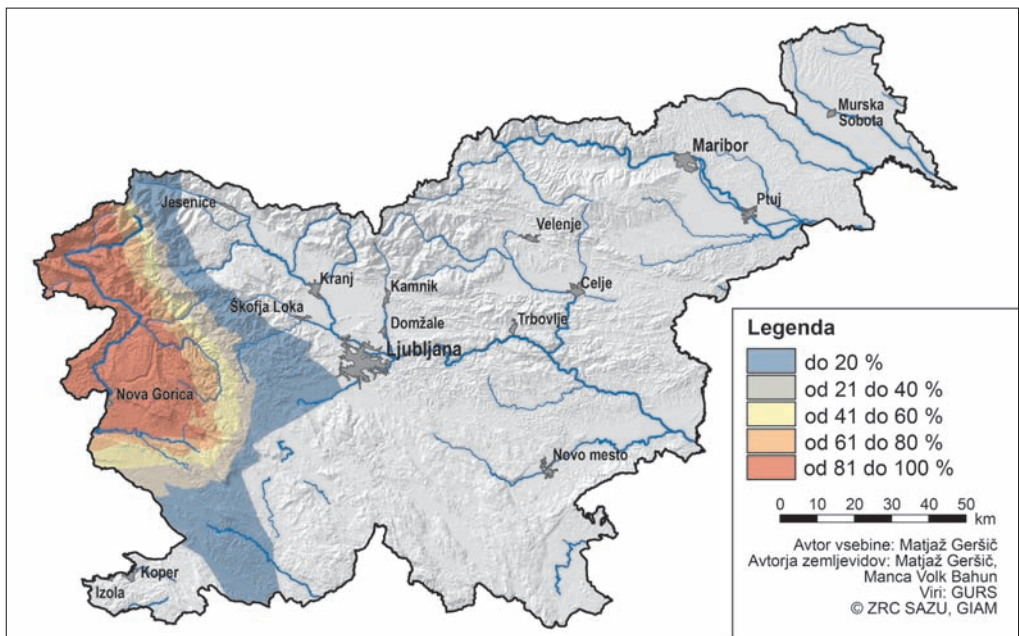 Murska
Sobota
Maribor
Ptuj
Jesenice
Velenje
Kranj
Kamnik
Celje
Škofja Loka
Domžale
Trbovlje
Ljubljana
Nova Gorica
Novo mesto
Koper
Izola
Legenda
do 20 %
od 21 do 40 %
od 41 do 60 %
od 61 do 80 %
od 81 do 100 %
0 10 20 30 40 50
km
Avtor vsebine: Matjaž Geršič
Avtorja zemljevidov: Matjaž Geršič,
Manca Volk Bahun
Viri: GURS
© ZRC SAZU, GIAM